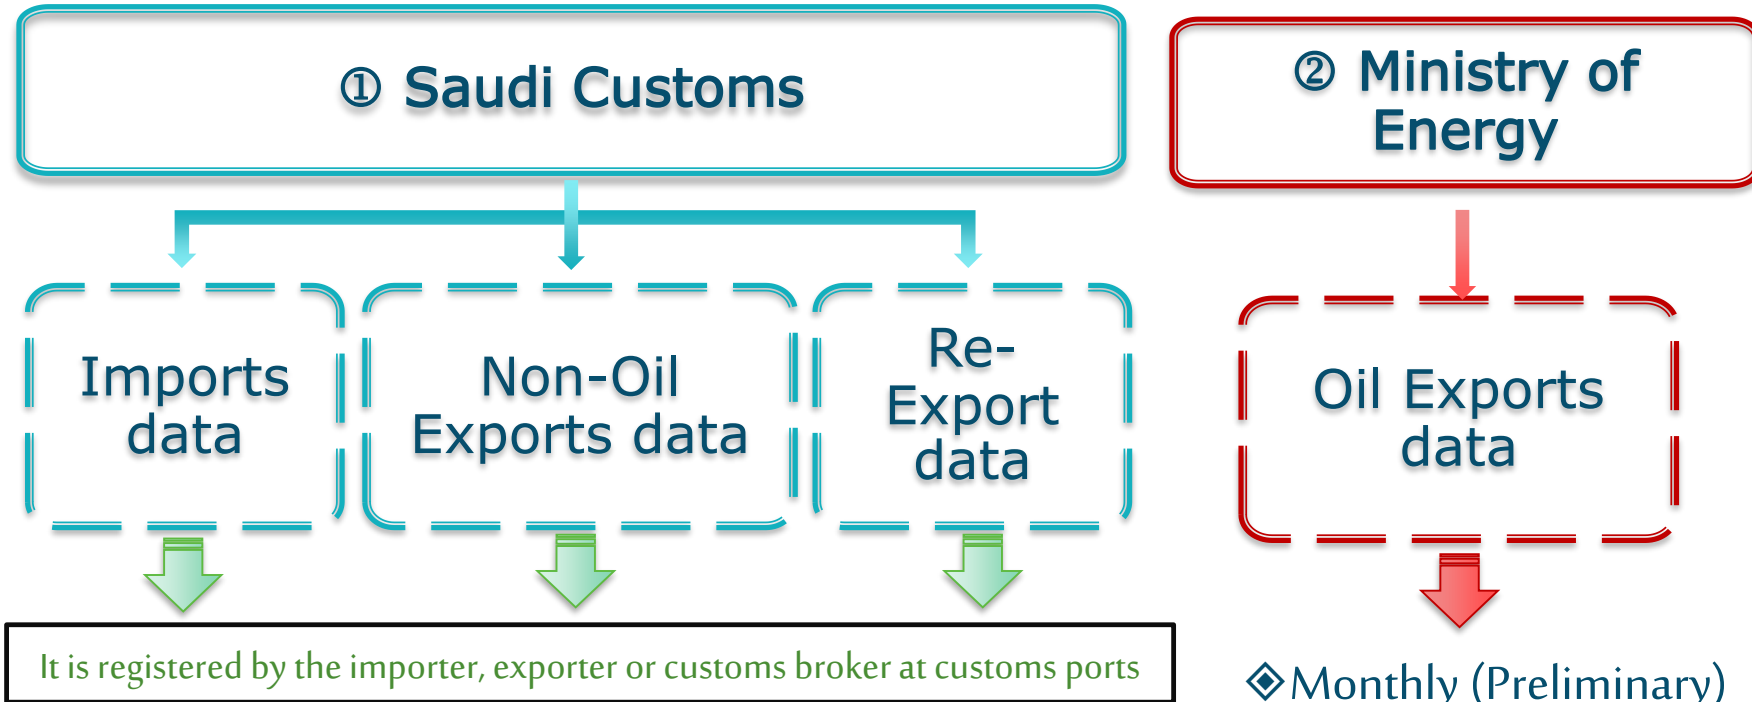 ① Saudi Customs
② Ministry of
Energy
Imports
data
Non-Oil
Exports data
Re-
Export
data
Oil Exports
data
It is registered by the importer, exporter or customs broker at customs ports
◈Monthly (Preliminary)